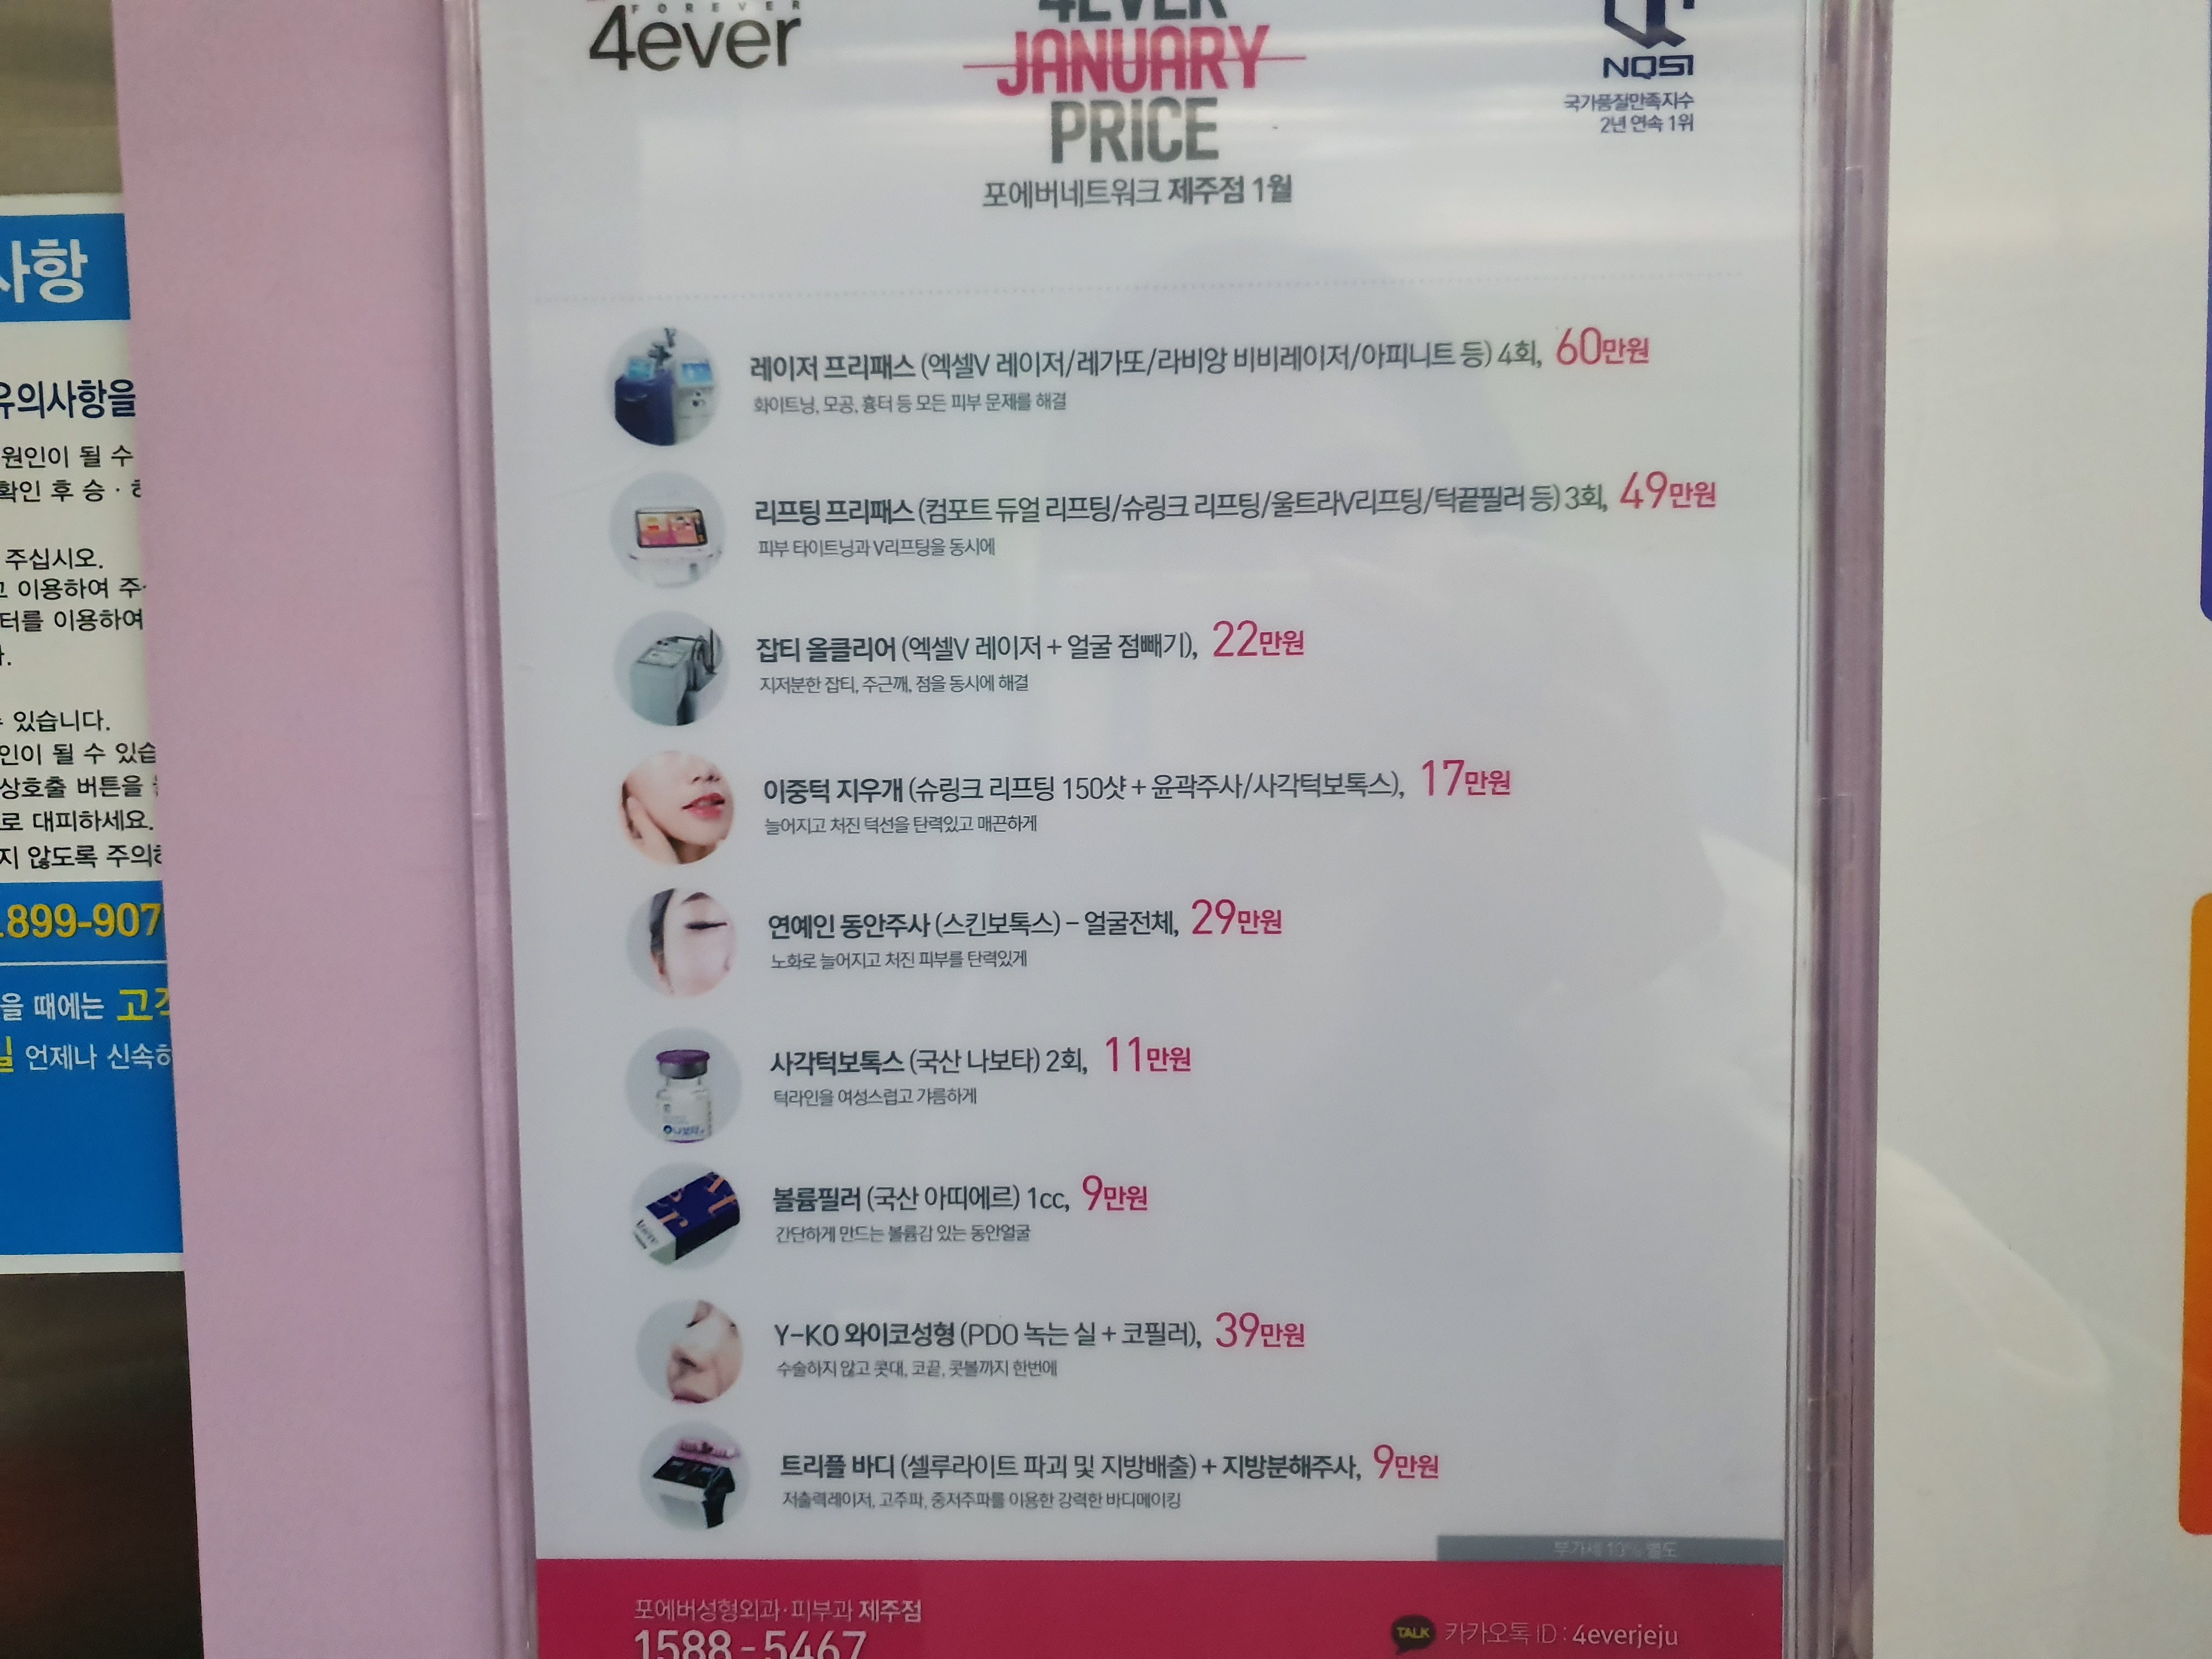 FOREVER
4ever
4EVER
JANUARY
PRICE
포에버네트워크 제주점 1월
NQSI
국가품질만족지수
2년 연속 1위
레이저 프리패스 (엑셀V 레이저/레가또/라비앙 비비레이저/아피니트 등) 4회, 60만원
화이트닝, 모공, 흉터 등 모든 피부 문제를 해결
리프팅 프리패스 (컴포트 듀얼 리프팅/슈링크 리프팅/울트라V리프팅/턱끝필러 등) 3회, 49만원
피부 타이트닝과 V리프팅을 동시에
잡티 올클리어 (엑셀V 레이저 + 얼굴 점빼기), 22만원
지저분한 잡티, 주근깨, 점을 동시에 해결
이중턱 지우개 (슈링크 리프팅 150샷 + 윤곽주사/사각턱보톡스), 17만원
늘어지고 처진 턱선을 탄력있고 매끈하게
연예인 동안주사 (스킨보톡스) – 얼굴전체, 29만원
노화로 늘어지고 처진 피부를 탄력있게
사각턱보톡스 (국산 나보타) 2회, 11만원
턱라인을 여성스럽고 갸름하게
볼륨필러 (국산 아띠에르) 1cc, 9만원
간단하게 만드는 볼륨감 있는 동안얼굴
Y-KO 와이코성형 (PDO 녹는 실 + 코필러), 39만원
수술하지 않고 콧대, 코끝, 콧볼까지 한번에
트리플 바디 (셀룰라이트 파괴 및 지방배출) + 지방분해주사, 9만원
저출력레이저, 고주파, 중저주파를 이용한 강력한 바디메이킹
부가세 10% 별도
포에버성형외과·피부과 제주점
1588-5467
TALK 카카오톡 ID : 4everjeju
사항
유의사항을
원인이 될 수
확인 후 승·
주십시오.
고 이용하여 주
터를 이용하여
있습니다.
인이 될 수 있습
상호출 버튼을
로 대피하세요.
지 않도록 주의
899-907
을 때에는 고
언제나 신속